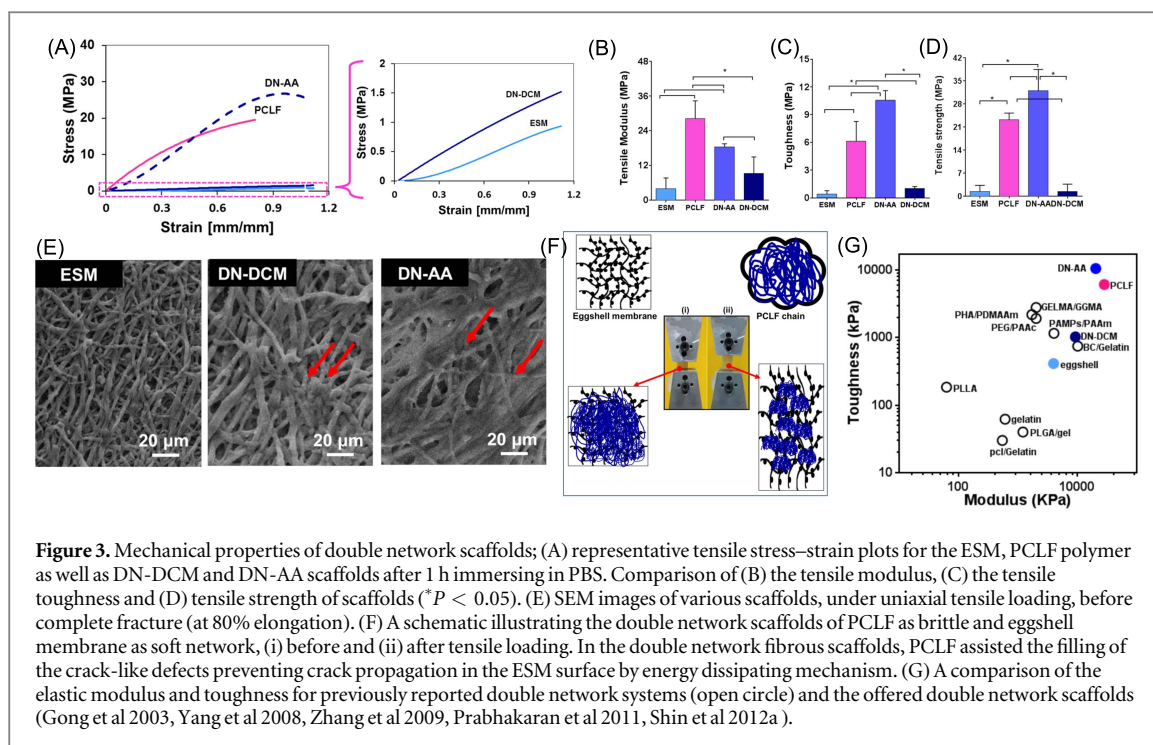 (A)
40
30
20
10
0
Stress (MPa)
DN-AA
PCLF
0 0.3 0.6 0.9 1.2
Strain [mm/mm]
2
1
1
0
Stress (MPa)
DN-DCM
ESM
0 0.3 0.6 0.9 1.2
Strain [mm/mm]
(B)
48
36
24
12
0
Tensile Modulus (MPa)
*
ESM PCLF DN-AA DN-DCM
(C)
15
12
9
6
3
0
Toughness (MPa)
*
*
ESM PCLF DN-AA DN-DCM
(D)
42
35
28
21
14
7
0
Tensile strength (MPa)
*
*
*
ESM PCLF DN-AADN-DCM
(E)
ESM
20 µm
DN-DCM
20 µm
DN-AA
20 µm
(F)
Eggshell membrane
PCLF chain
(i) (ii)
(G)
10000
1000
100
10
Toughness (kPa)
DN-AA
PCLF
GELMA/GGMA
PHA/PDMAAm
PEG/PAAc
PAMPs/PAAm
DN-DCM
BC/Gelatin
eggshell
PLLA
gelatin
PLGA/gel
pcl/Gelatin
100 10000
Modulus (KPa)
Figure 3. Mechanical properties of double network scaffolds; (A) representative tensile stress–strain plots for the ESM, PCLF polymer
as well as DN-DCM and DN-AA scaffolds after 1 h immersing in PBS. Comparison of (B) the tensile modulus, (C) the tensile
toughness and (D) tensile strength of scaffolds (*P < 0.05). (E) SEM images of various scaffolds, under uniaxial tensile loading, before
complete fracture (at 80% elongation). (F) A schematic illustrating the double network scaffolds of PCLF as brittle and eggshell
membrane as soft network, (i) before and (ii) after tensile loading. In the double network fibrous scaffolds, PCLF assisted the filling of
the crack-like defects preventing crack propagation in the ESM surface by energy dissipating mechanism. (G) A comparison of the
elastic modulus and toughness for previously reported double network systems (open circle) and the offered double network scaffolds
(Gong et al 2003, Yang et al 2008, Zhang et al 2009, Prabhakaran et al 2011, Shin et al 2012a ).